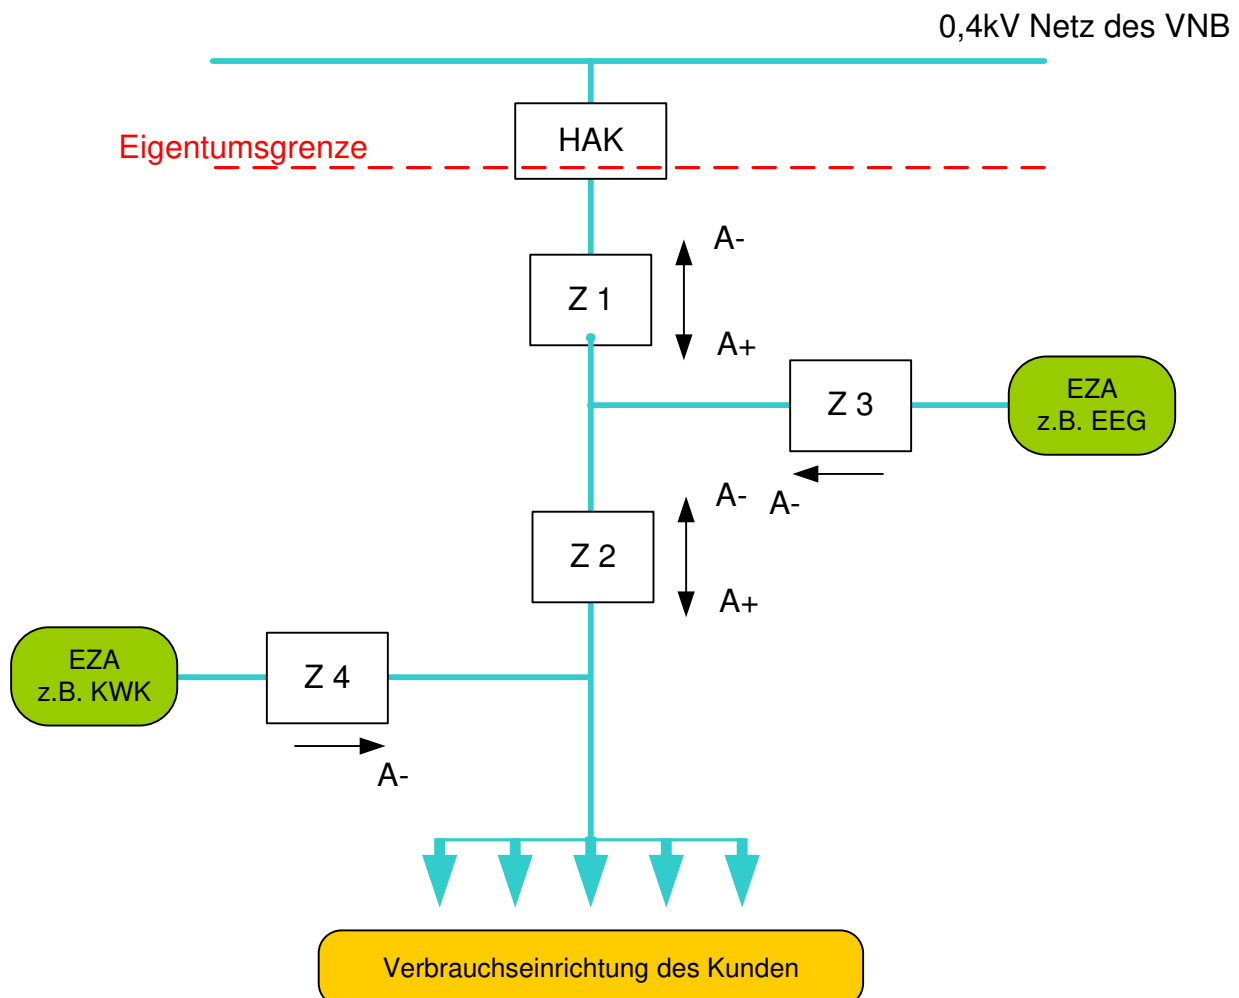 0,4kV Netz des VNB
HAK
Eigentumsgrenze
A-
Z 1
A+
Z 3
EZA
z.B. EEG
A-
A-
Z 2
A+
EZA
z.B. KWK
Z 4
A-
Verbrauchseinrichtung des Kunden